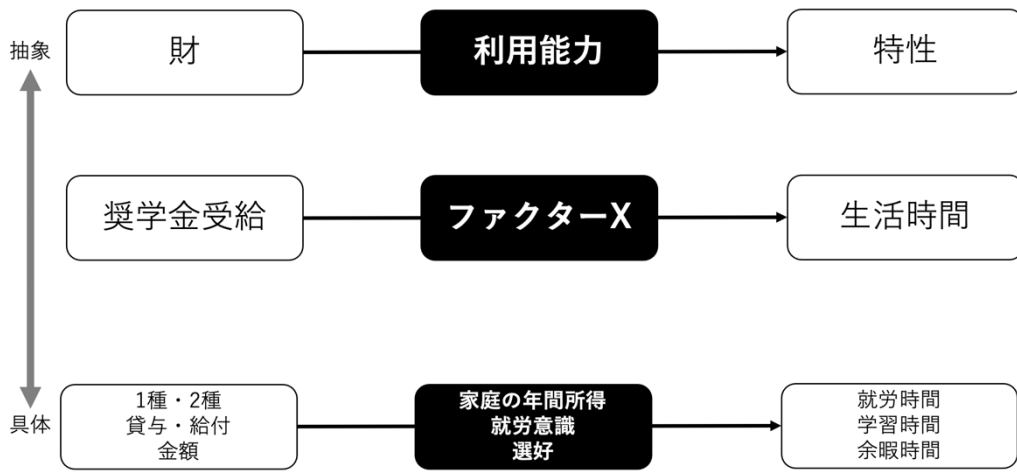 抽象
財
利用能力
特性
奨学金受給
ファクターX
生活時間
具体
1種・2種
貸与・給付
金額
家庭の年間所得
就労意識
選好
就労時間
学習時間
余暇時間